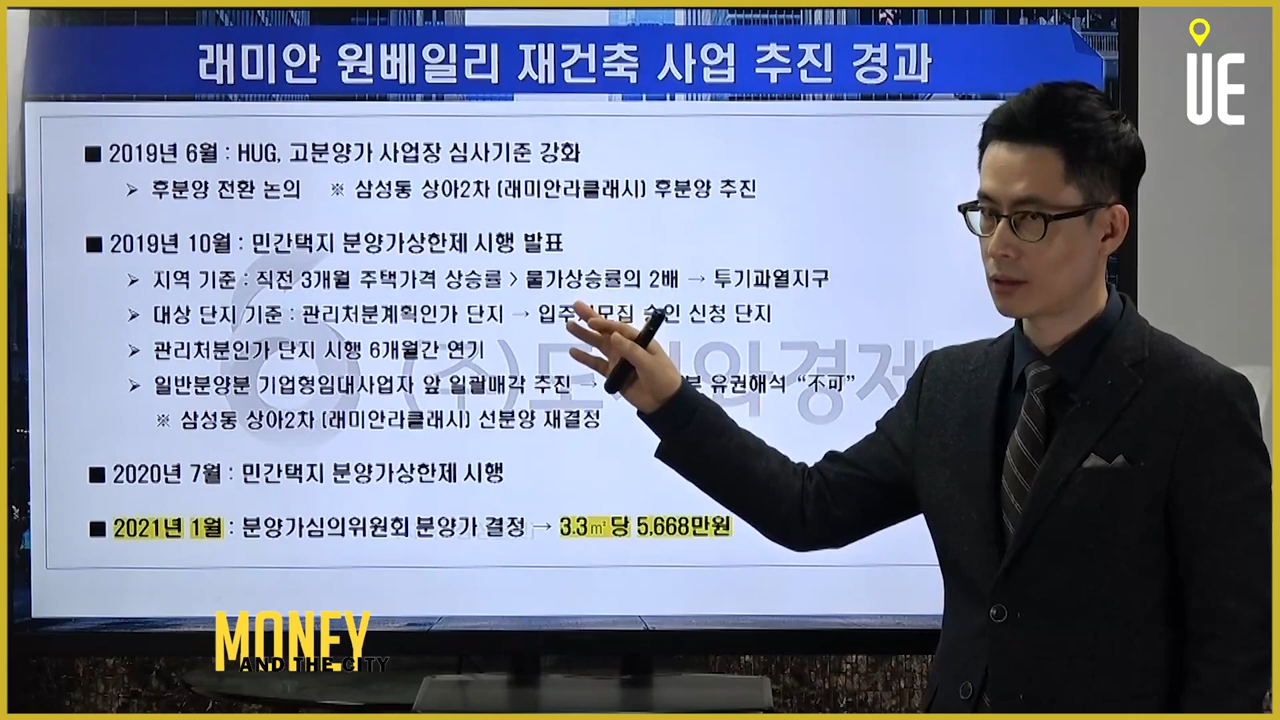 래미안 원베일리 재건축 사업 추진 경과
UE
■ 2019년 6월 : HUG, 고분양가 사업장 심사기준 강화
➢ 후분양 전환 논의 ※ 삼성동 상아2차 (래미안라클래시) 후분양 추진
■ 2019년 10월 : 민간택지 분양가상한제 시행 발표
➢ 지역 기준 : 직전 3개월 주택가격 상승률 > 물가상승률의 2배 → 투기과열지구
➢ 대상 단지 기준 : 관리처분계획인가 단지 → 신청 단지
➢ 관리처분인가 단지 시행 6개월간 연기
➢ 일반분양분 기업형임대사업자 앞 일괄매각 추진 → 유권해석 “不可”
※ 삼성동 상아2차 (래미안라클래시) 선분양 재결정
■ 2020년 7월 : 민간택지 분양가상한제 시행
■ 2021년 1월 : 분양가심의위원회 분양가 결정 → 3.3㎡당 5,668만원
MONEY
AND THE CITY